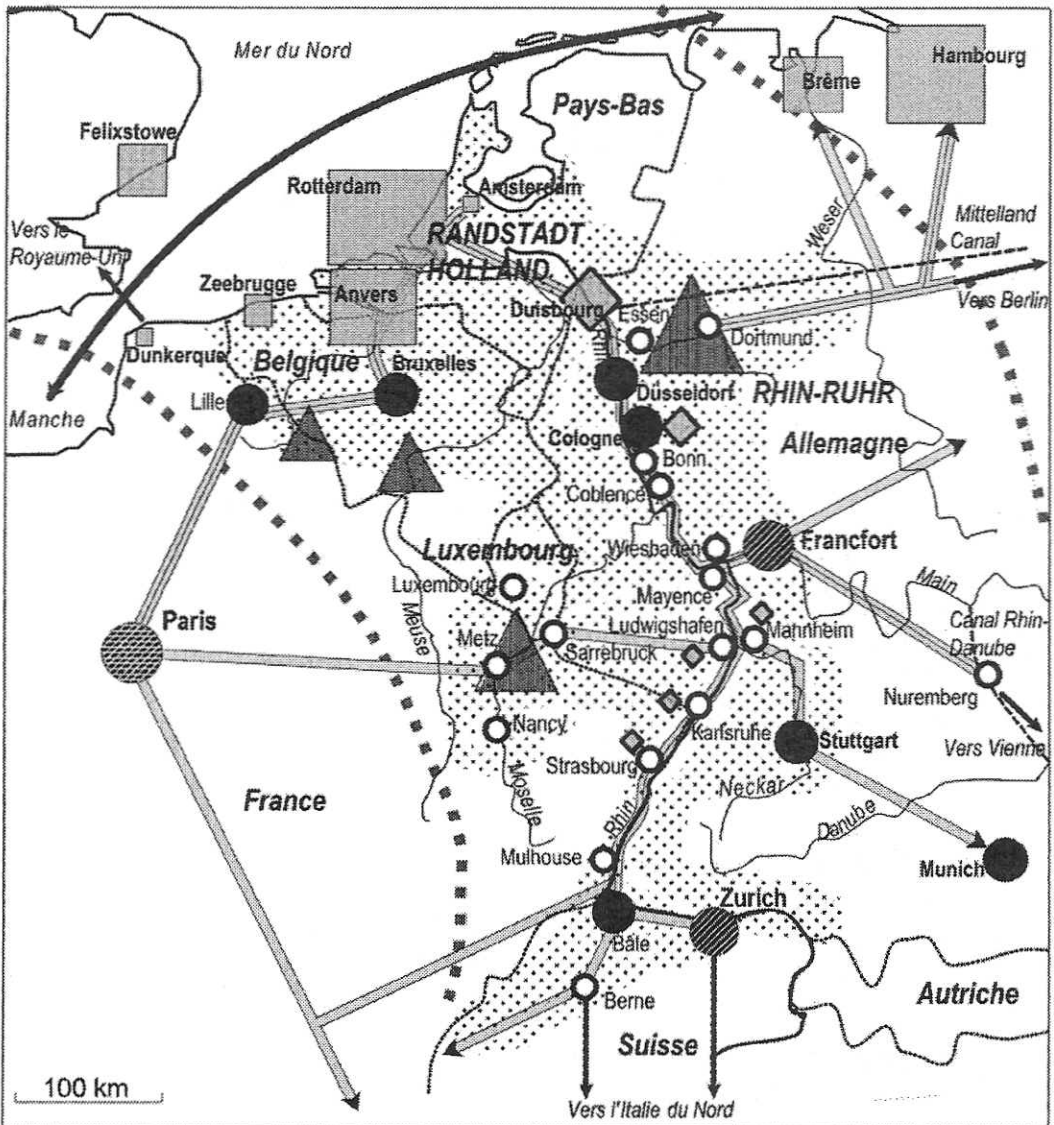 Mer du Nord
Hambourg
Brême
Pays-Bas
Felixstowe
Rotterdam
Amsterdam
Vers le
Royaume-Uni
RANDSTADT
HOLLAND
Weser
Mittelland
Canal
Zeebrugge
Anvers
Duisbourg
Essen
Vers Berlin
Dunkerque
Dortmund
Belgique
Bruxelles
Rhin
Düsseldorf
RHIN-RUHR
Lille
Manche
Cologne
Allemagne
Bonn
Coblence
Luxembourg
Wiesbaden
Francfort
Luxembourg
Mayence
Main
Paris
Meuse
Canal Rhin-
Danube
Metz
Sarrebruck
Ludwigshafen
Mannheim
Nuremberg
Nancy
Karlsruhe
Stuttgart
Vers Vienne
Strasbourg
Moselle
Neckar
France
Rhin
Danube
Mulhouse
Munich
Zurich
Bâle
Berne
Autriche
Suisse
100 km
Vers l'Italie du Nord